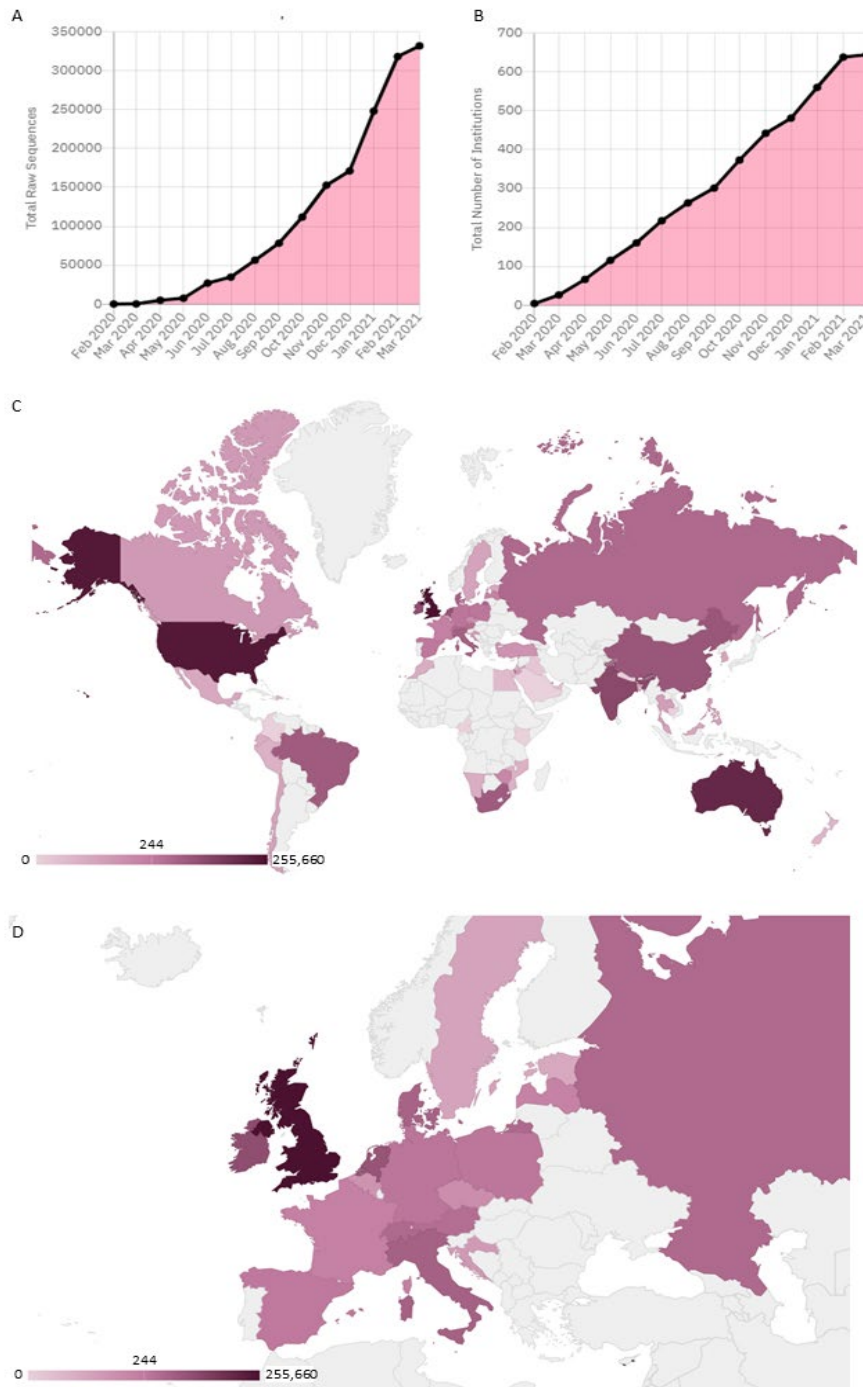 A
Total Raw Sequences
350000
300000
250000
200000
150000
100000
50000
0
Feb 2020
Mar 2020
Apr 2020
May 2020
Jun 2020
Jul 2020
Aug 2020
Sep 2020
Oct 2020
Nov 2020
Dec 2020
Jan 2021
Feb 2021
Mar 2021
B
Total Number of Institutions
700
600
500
400
300
200
100
0
Feb 2020
Mar 2020
Apr 2020
May 2020
Jun 2020
Jul 2020
Aug 2020
Sep 2020
Oct 2020
Nov 2020
Dec 2020
Jan 2021
Feb 2021
Mar 2021
C
244
0
255,660
D
244
0
255,660